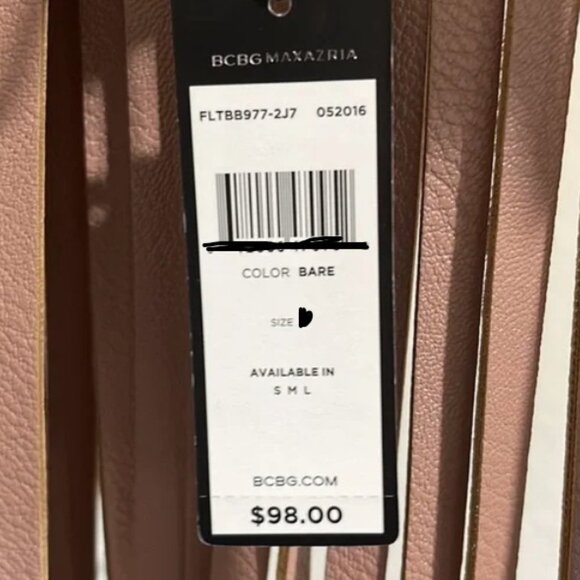 BCBGMAXAZRIA
FLTBB977-2J7 052016
COLOR BARE
SIZE
AVAILABLE IN
S M L
BCBG.COM
$98.00